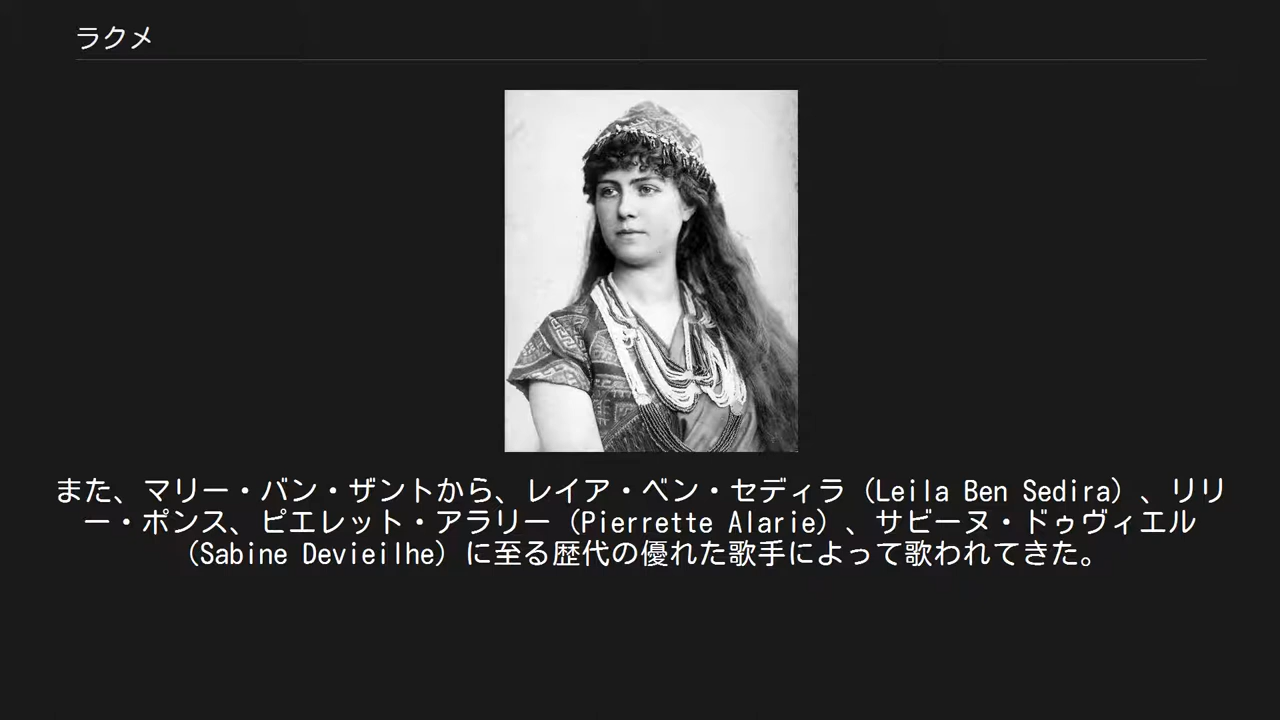 ラクメ
また、マリー・バン・ザントから、レイア・ベン・セディラ（Leila Ben Sedira）、リリ
ー・ポンス、ピエレット・アラリー（Pierrette Alarie）、サビーヌ・ドゥヴィエル
（Sabine Devieilhe）に至る歴代の優れた歌手によって歌われてきた。